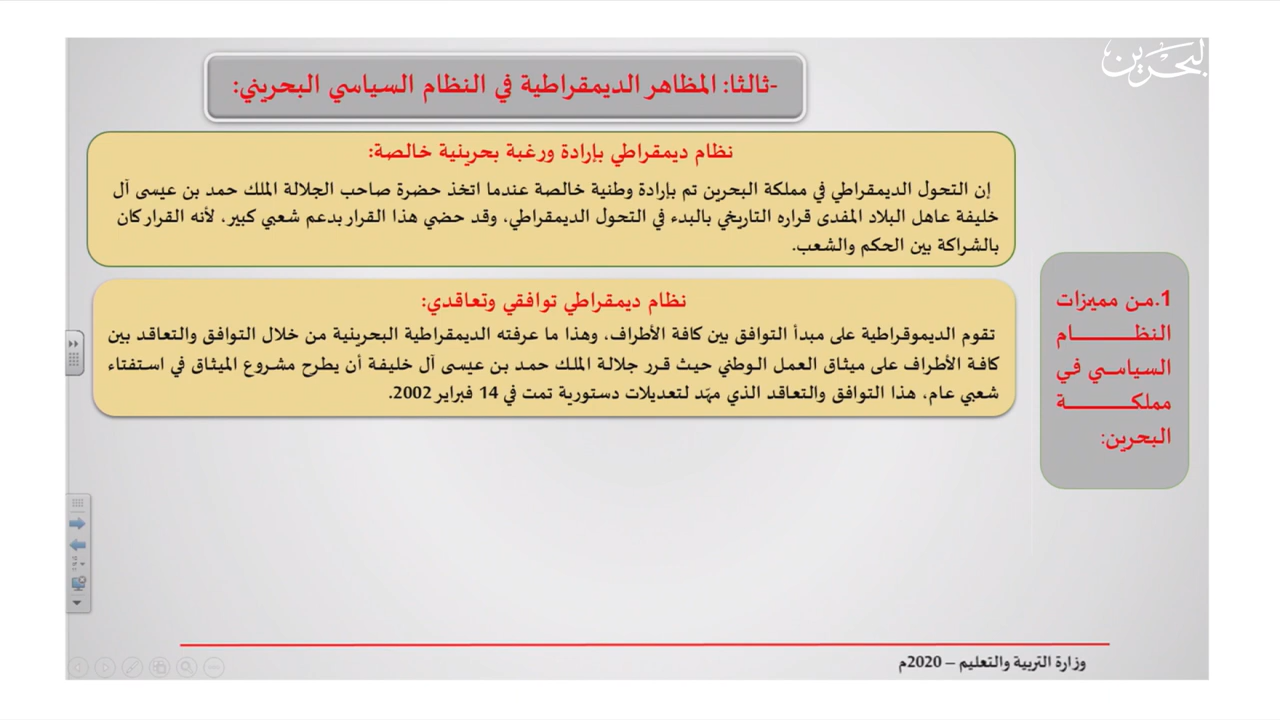 البحرين
-ثالثا: المظاهر الديمقراطية في النظام السياسي البحريني:
نظام ديمقراطي بإرادة ورغبة بحرينية خالصة:
إن التحول الديمقراطي في مملكة البحرين تم بإرادة وطنية خالصة عندما اتخذ حضرة صاحب الجلالة الملك حمد بن عيسى آل
خليفة عاهل البلاد المفدى قراره التاريخي بالبدء في التحول الديمقراطي، وقد حضي هذا القرار بدعم شعبي كبير، لأنه القرار كان
بالشراكة بين الحكم والشعب.
1.من مميزات
النظام
السياسي في
مملكة
البحرين:
نظام ديمقراطي توافقي وتعاقدي:
تقوم الديموقراطية على مبدأ التوافق بين كافة الأطراف، وهذا ما عرفته الديمقراطية البحرينية من خلال التوافق والتعاقد بين
كافة الأطراف على ميثاق العمل الوطني حيث قرر جلالة الملك حمد بن عيسى آل خليفة أن يطرح مشروع الميثاق في استفتاء
شعبي عام، هذا التوافق والتعاقد الذي مهّد لتعديلات دستورية تمت في 14 فبراير 2002.
وزارة التربية والتعليم – 2020م